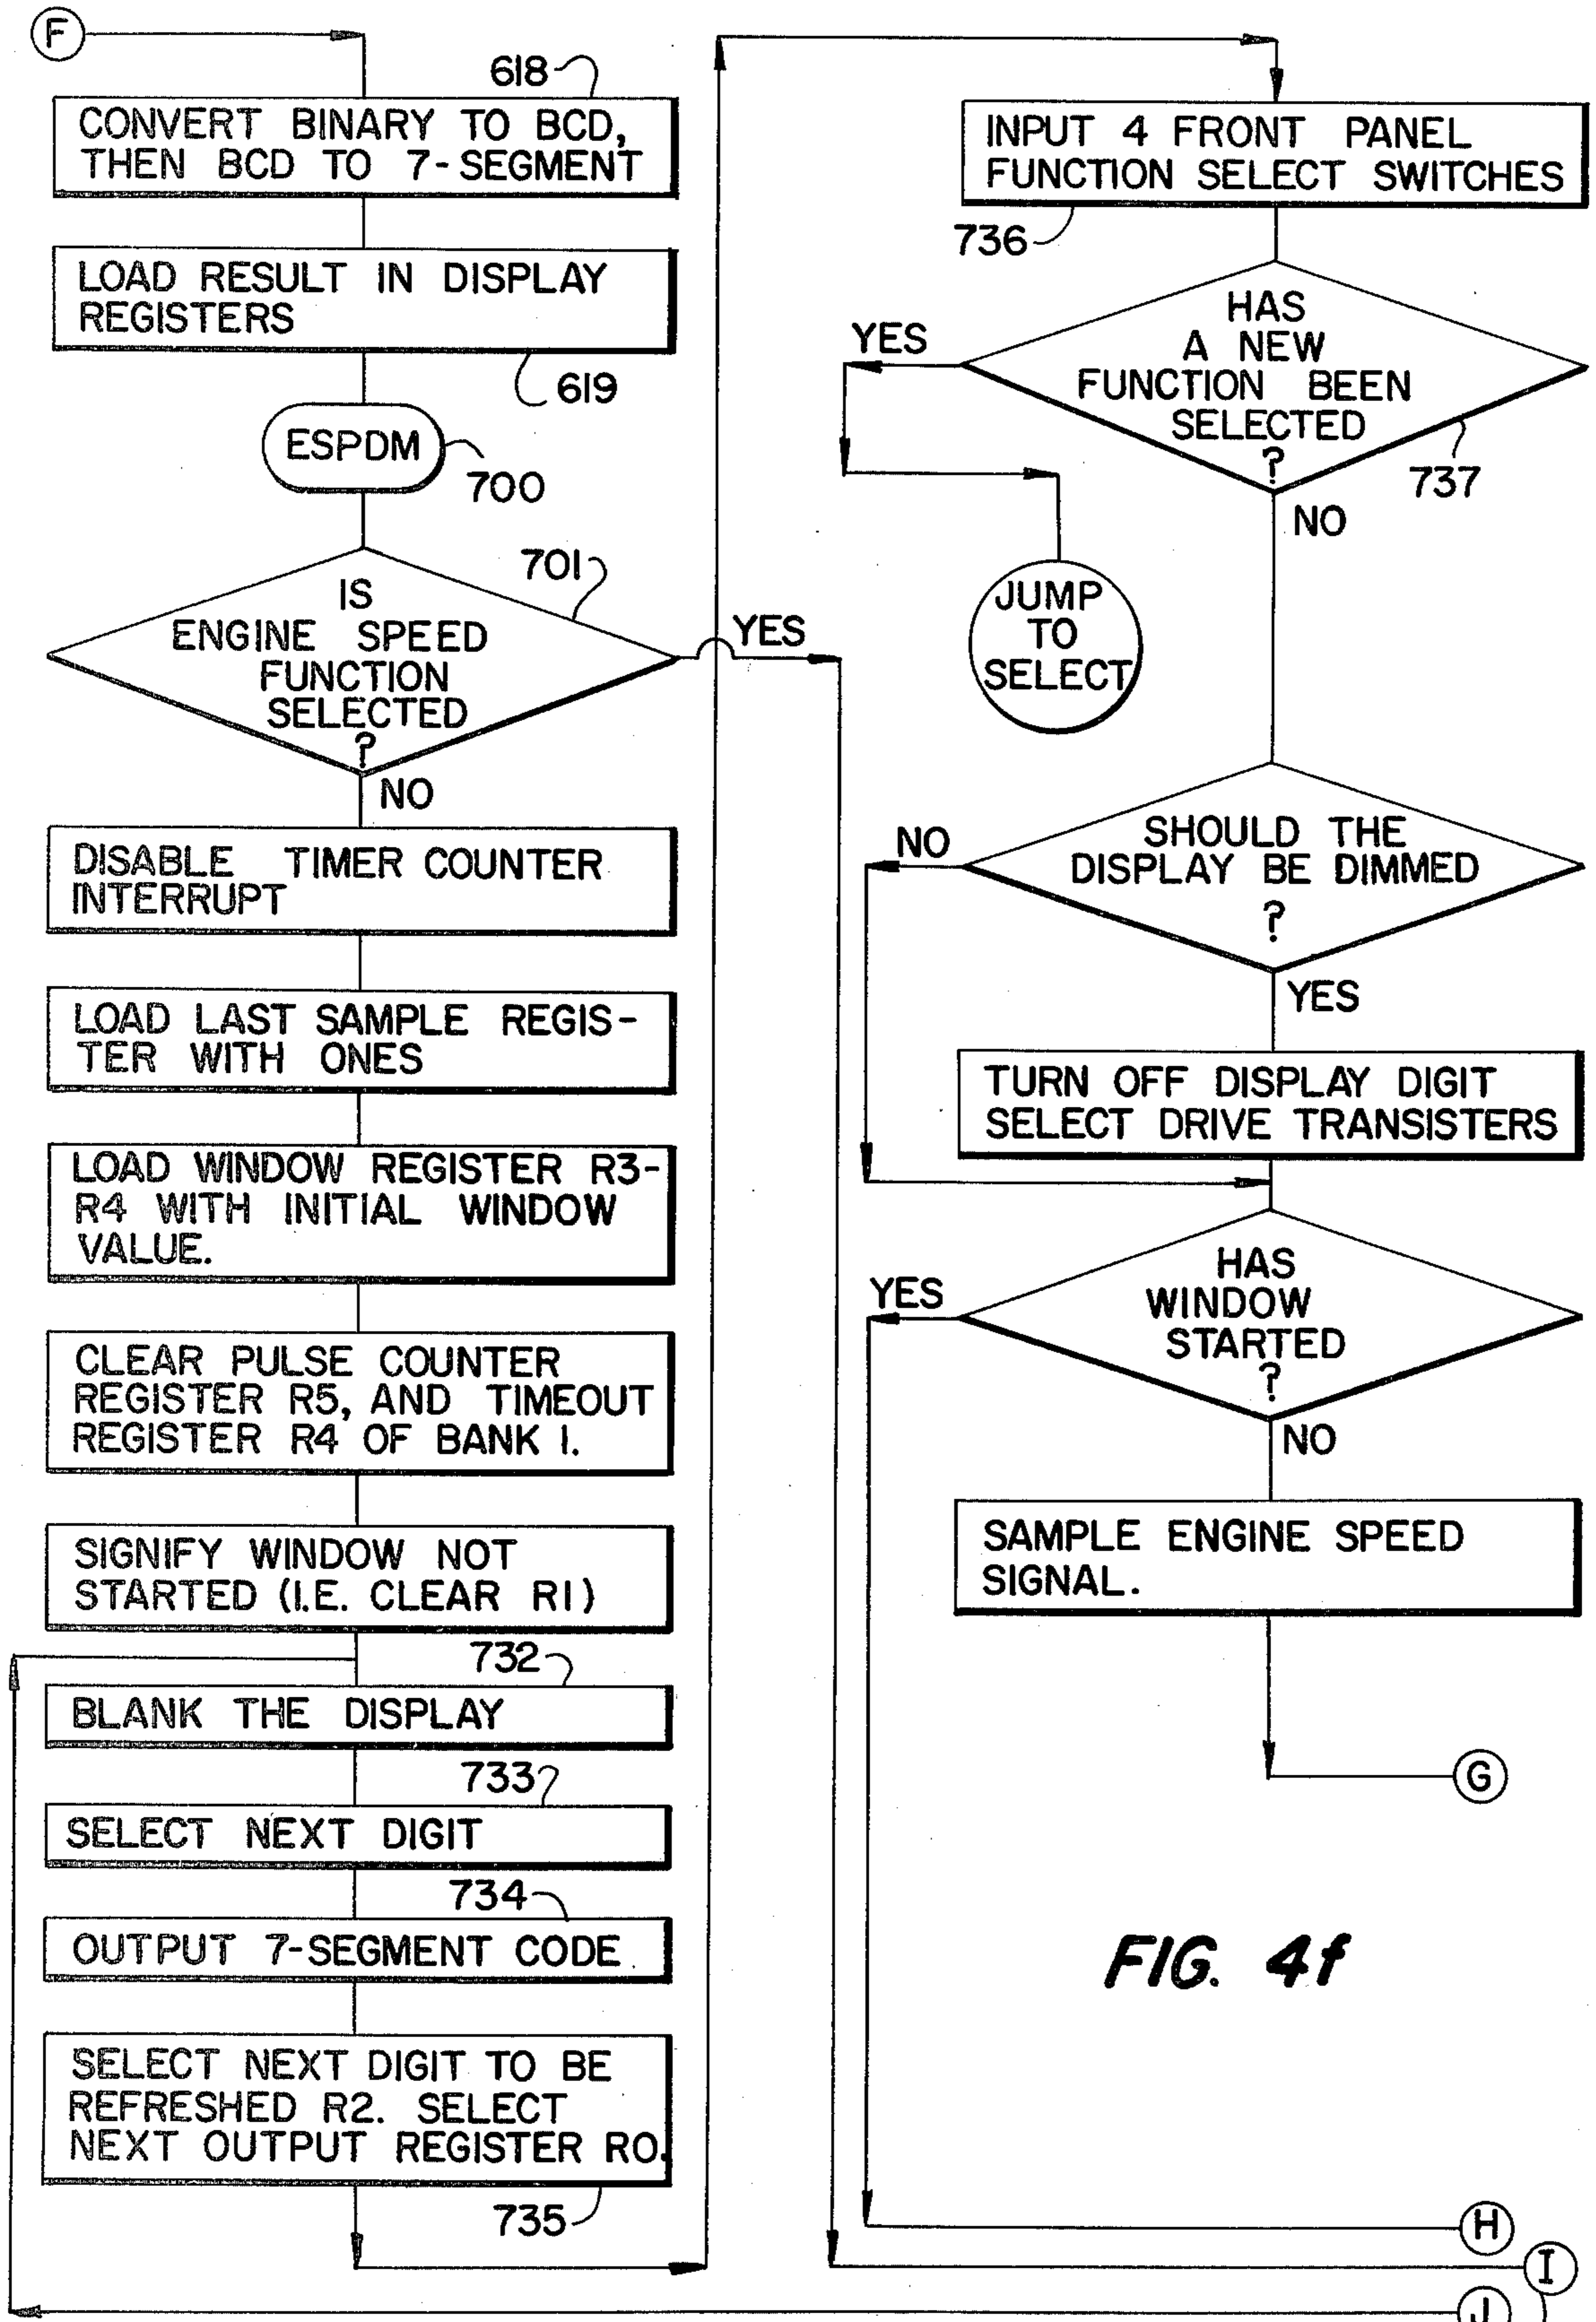 F
618
CONVERT BINARY TO BCD,
THEN BCD TO 7-SEGMENT
LOAD RESULT IN DISPLAY
REGISTERS
619
ESPDM
700
701
IS
ENGINE SPEED
FUNCTION
SELECTED
?
YES
NO
DISABLE TIMER COUNTER
INTERRUPT
LOAD LAST SAMPLE REGIS-
TER WITH ONES
LOAD WINDOW REGISTER R3-
R4 WITH INITIAL WINDOW
VALUE.
CLEAR PULSE COUNTER
REGISTER R5, AND TIMEOUT
REGISTER R4 OF BANK 1.
SIGNIFY WINDOW NOT
STARTED (I.E. CLEAR R1)
732
BLANK THE DISPLAY
733
SELECT NEXT DIGIT
734
OUTPUT 7-SEGMENT CODE
SELECT NEXT DIGIT TO BE
REFRESHED R2. SELECT
NEXT OUTPUT REGISTER RO.
735
INPUT 4 FRONT PANEL
FUNCTION SELECT SWITCHES
736
HAS
A NEW
FUNCTION BEEN
SELECTED
?
YES
737
NO
JUMP
TO
SELECT
SHOULD THE
DISPLAY BE DIMMED
?
NO
YES
TURN OFF DISPLAY DIGIT
SELECT DRIVE TRANSISTERS
HAS
WINDOW
STARTED
?
YES
NO
SAMPLE ENGINE SPEED
SIGNAL.
G
FIG. 4f
H
I
J